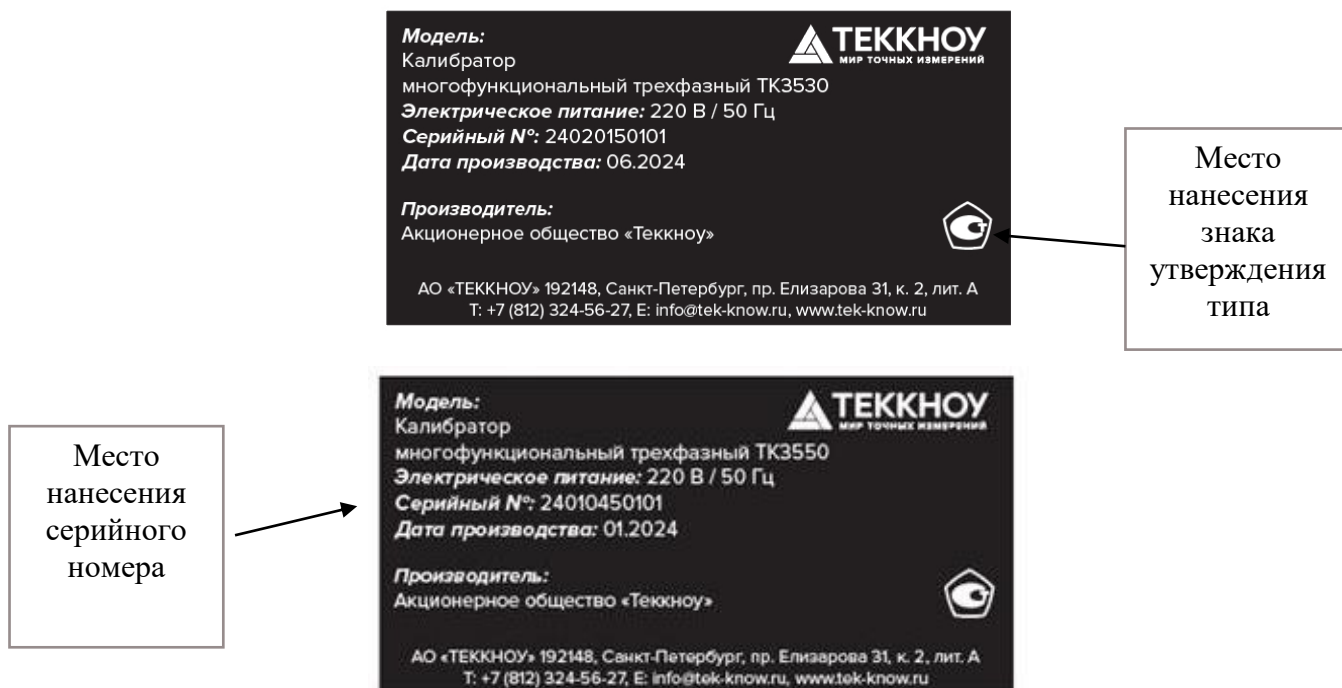 Модель:
Калибратор
многофункциональный трехфазный ТК3530
Электрическое питание: 220 В / 50 Гц
Серийный №: 24020150101
Дата производства: 06.2024
Производитель:
Акционерное общество «Теккноу»
АО «ТЕККНОУ» 192148, Санкт-Петербург, пр. Елизарова 31, к. 2, лит. А
Т: +7 (812) 324-56-27, E: info@tek-know.ru, www.tek-know.ru
ТЕККНОУ
МИР ТОЧНЫХ ИЗМЕРЕНИЙ
Место
нанесения
знака
утверждения
типа
Место
нанесения
серийного
номера
Модель:
Калибратор
многофункциональный трехфазный ТК3550
Электрическое питание: 220 В / 50 Гц
Серийный №: 24010450101
Дата производства: 01.2024
Производитель:
Акционерное общество «Теккноу»
АО «ТЕККНОУ» 192148, Санкт-Петербург, пр. Елизарова 31, к. 2, лит. А
Т: +7 (812) 324-56-27, E: info@tek-know.ru, www.tek-know.ru
ТЕККНОУ
МИР ТОЧНЫХ ИЗМЕРЕНИЙ